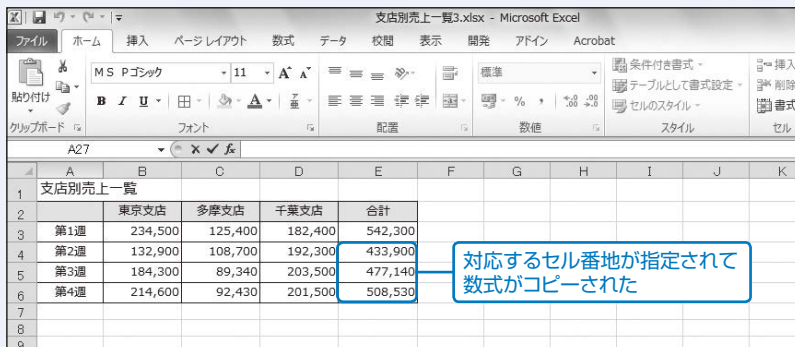 支店別売上一覧3.xlsx - Microsoft Excel
ファイル ホーム 挿入 ページ レイアウト 数式 データ 校閲 表示 開発 アドイン Acrobat
貼り付け
MS Pゴシック 11 A A
B I U A
標準
% ,
条件付き書式
テーブルとして書式設定
セルのスタイル
挿入
削除
書式
クリップボード フォント 配置 数値 スタイル セル
A27 fx
A B C D E F G H I J K
1 支店別売上一覧
2 東京支店 多摩支店 千葉支店 合計
3 第1週 234,500 125,400 182,400 542,300
4 第2週 132,900 108,700 192,300 433,900
5 第3週 184,300 89,340 203,500 477,140
6 第4週 214,600 92,430 201,500 508,530
7
8
9
対応するセル番地が指定されて
数式がコピーされた